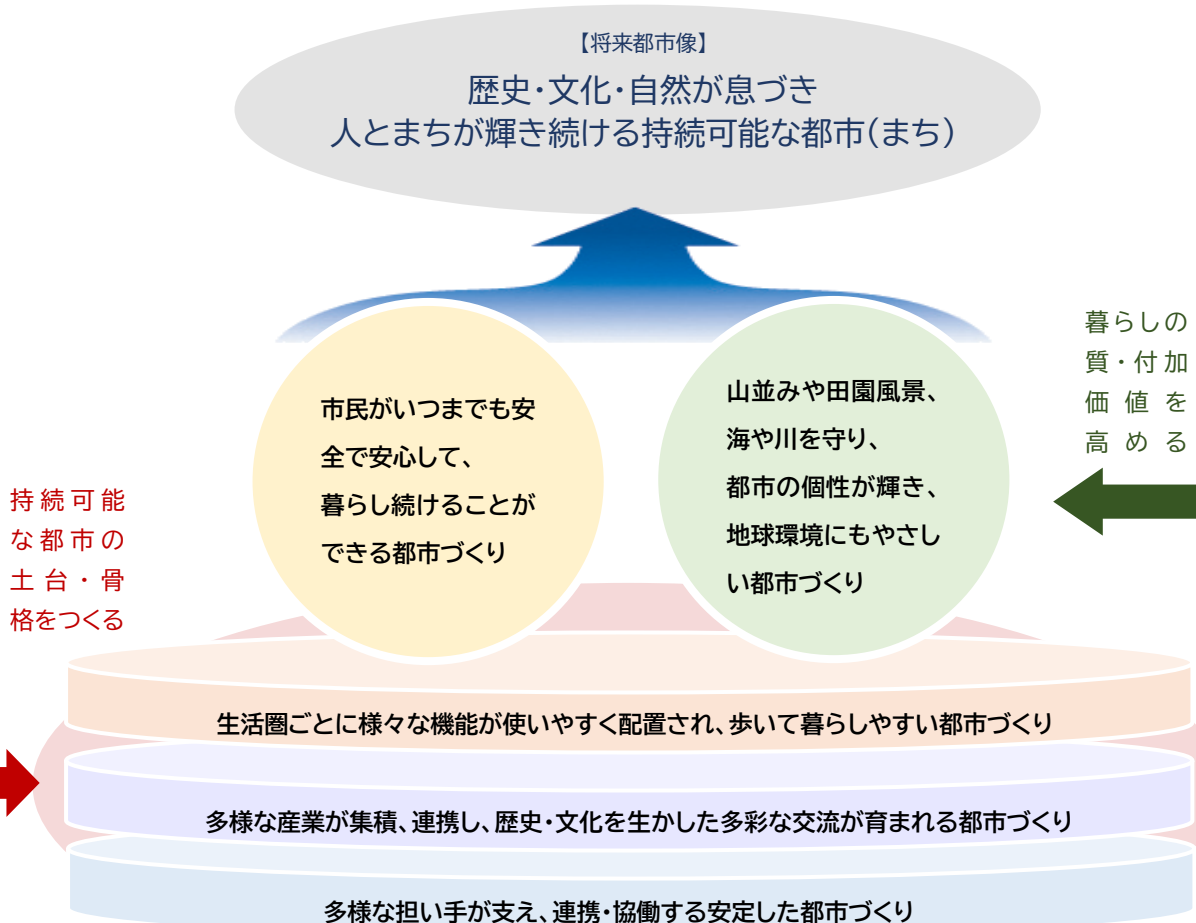 【将来都市像】
歴史・文化・自然が息づき
人とまちが輝き続ける持続可能な都市(まち)
暮らしの
質・付加
価値を
高める
市民がいつまでも安
全で安心して、
暮らし続けることが
できる都市づくり
山並みや田園風景、
海や川を守り、
都市の個性が輝き、
地球環境にもやさし
い都市づくり
持続可能
な都市の
土台・骨
格をつくる
生活圏ごとに様々な機能が使いやすく配置され、歩いて暮らしやすい都市づくり
多様な産業が集積、連携し、歴史・文化を生かした多彩な交流が育まれる都市づくり
多様な担い手が支え、連携・協働する安定した都市づくり